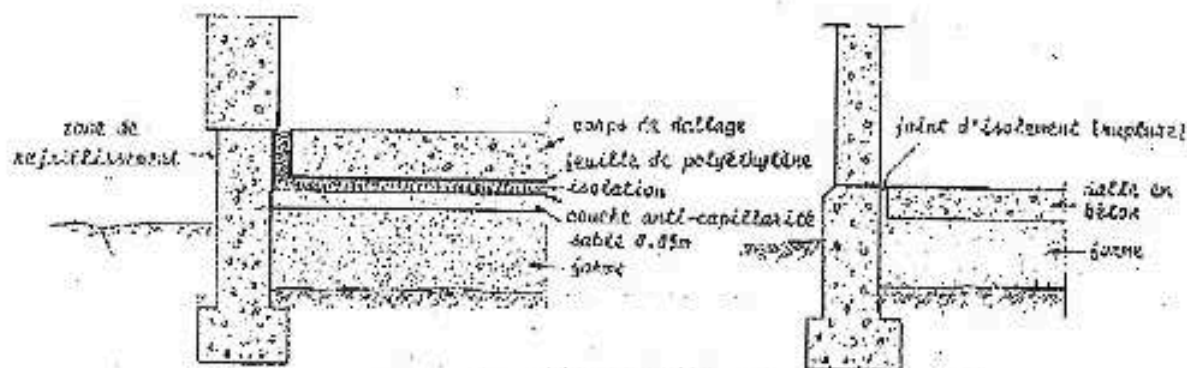 zone de
rejaillissement
corps de dallage
feuille de polyéthylène
isolation
couche anti-capillarité
sable 0.05m
forme
joint d'isolement (rupture)
dalle en
béton
forme